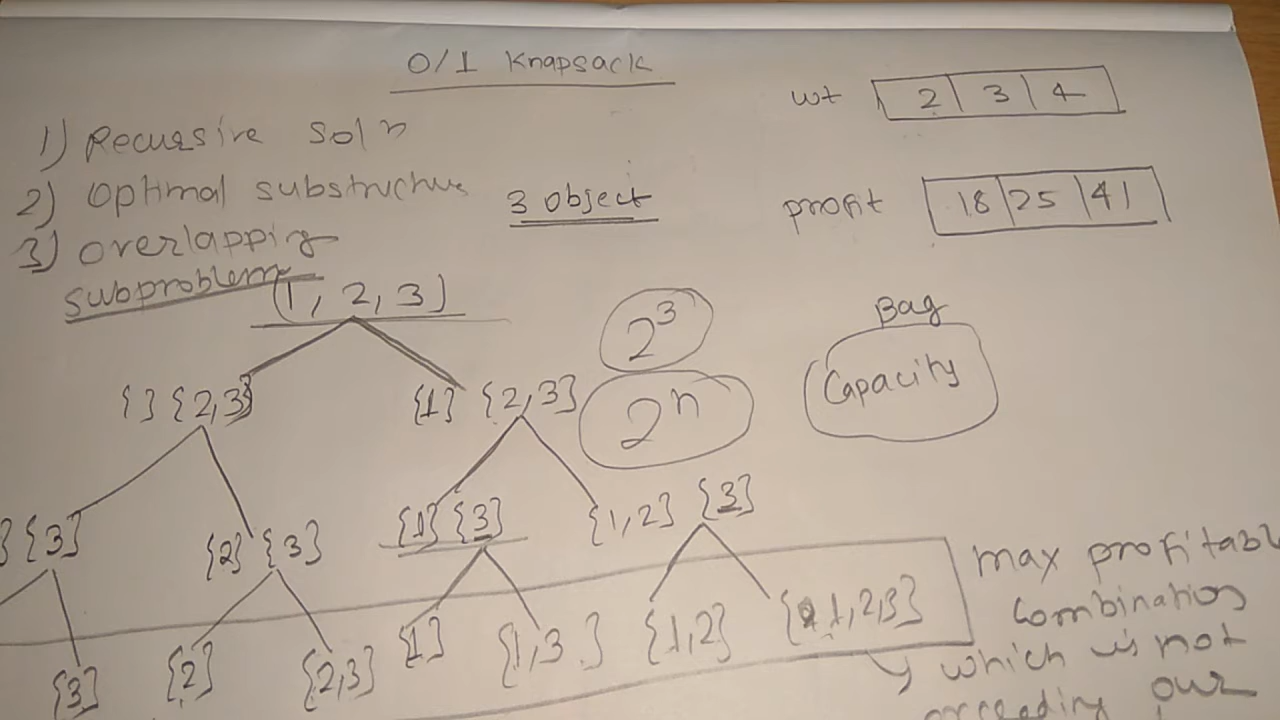 0/1 Knapsack
wt 2 3 4
1) Recursive soln
2) Optimal substructure
3 object
profit 18 25 41
3) overlapping
subproblem
(1, 2, 3)
2^3
Bag
Capacity
{ } {2,3}
{1} {2,3}
2^n
} {3}
{2} {3}
{1} {3}
{1,2} {3}
max profitable
combination
which is not
exceeding our
{3}
{2}
{2,3}
{1}
{1,3 }
{1,2}
{1,2,3}